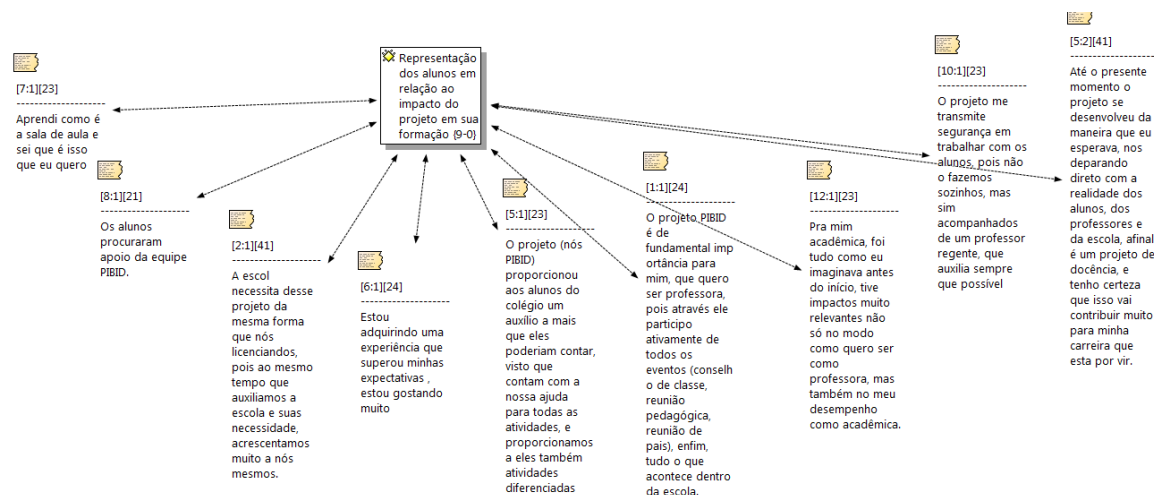 Representação
dos alunos em
relação ao
impacto do
projeto em sua
formação {9-0}
[7:1][23]
Aprendi como é
a sala de aula e
sei que é isso
que eu quero
[8:1][21]
Os alunos
procuraram
apoio da equipe
PIBID.
[2:1][41]
A escol
necessita desse
projeto da
mesma forma
que nós
licenciandos,
pois ao mesmo
tempo que
auxiliamos a
escola e suas
necessidade,
acrescentamos
muito a nós
mesmos.
[6:1][24]
Estou
adquirindo uma
experiência que
superou minhas
expectativas ,
estou gostando
muito
[5:1][23]
O projeto (nós
PIBID)
proporcionou
aos alunos do
colégio um
auxílio a mais
que eles
poderiam contar,
visto que
contam com a
nossa ajuda
para todas as
atividades, e
proporcionamos
a eles também
atividades
diferenciadas
[1:1][24]
O projeto PIBID
é de
fundamental imp
ortância para
mim, que quero
ser professora,
pois através ele
participo
ativamente de
todos os
eventos (conselh
o de classe,
reunião
pedagógica,
reunião de
pais), enfim,
tudo o que
acontece dentro
da escola.
[12:1][23]
Pra mim
acadêmica, foi
tudo como eu
imaginava antes
do início, tive
impactos muito
relevantes não
só no modo
como quero ser
como
professora, mas
também no meu
desempenho
como acadêmica.
[10:1][23]
O projeto me
transmite
segurança em
trabalhar com os
alunos, pois não
o fazemos
sozinhos, mas
sim
acompanhados
de um professor
regente, que
auxilia sempre
que possível
[5:2][41]
Até o presente
momento o
projeto se
desenvolveu da
maneira que eu
esperava, nos
deparando
direto com a
realidade dos
alunos, dos
professores e
da escola, afinal
é um projeto de
docência, e
tenho certeza
que isso vai
contribuir muito
para minha
carreira que
esta por vir.